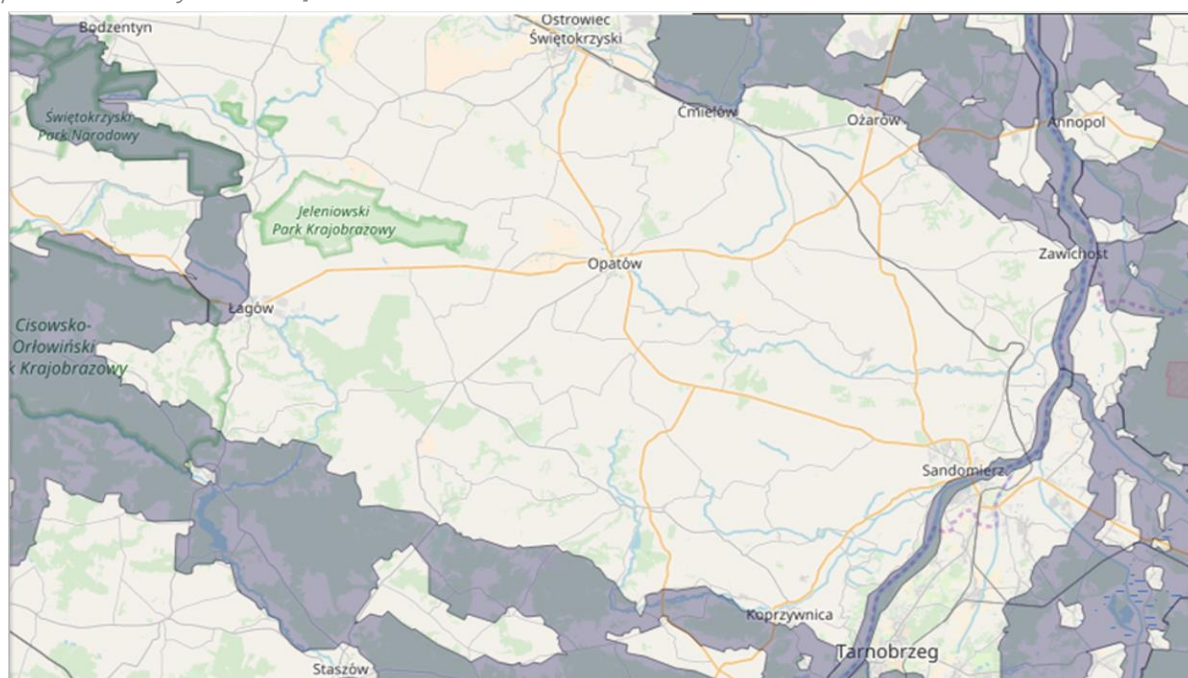 Bodzentyn
Ostrowiec
Świętokrzyski
Świętokrzyski
Park Narodowy
Ćmielów
Ożarów
Annopol
Jeleniowski
Park Krajobrazowy
Opatów
Zawichost
Łagów
Cisowsko-
Orłowiński
k Krajobrazowy
Sandomierz
Koprzywnica
Tarnobrzeg
Staszów